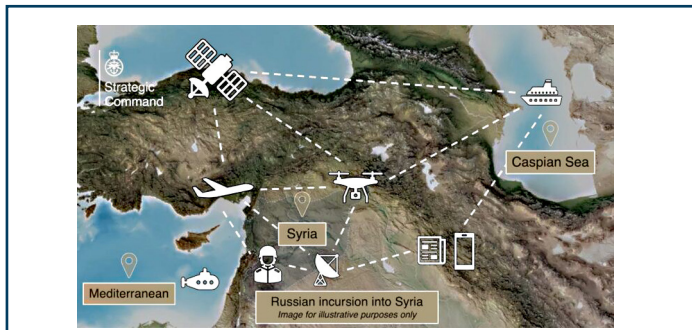 Strategic
Command
Caspian Sea
Syria
Mediterranean
Russian incursion into Syria
Image for illustrative purposes only